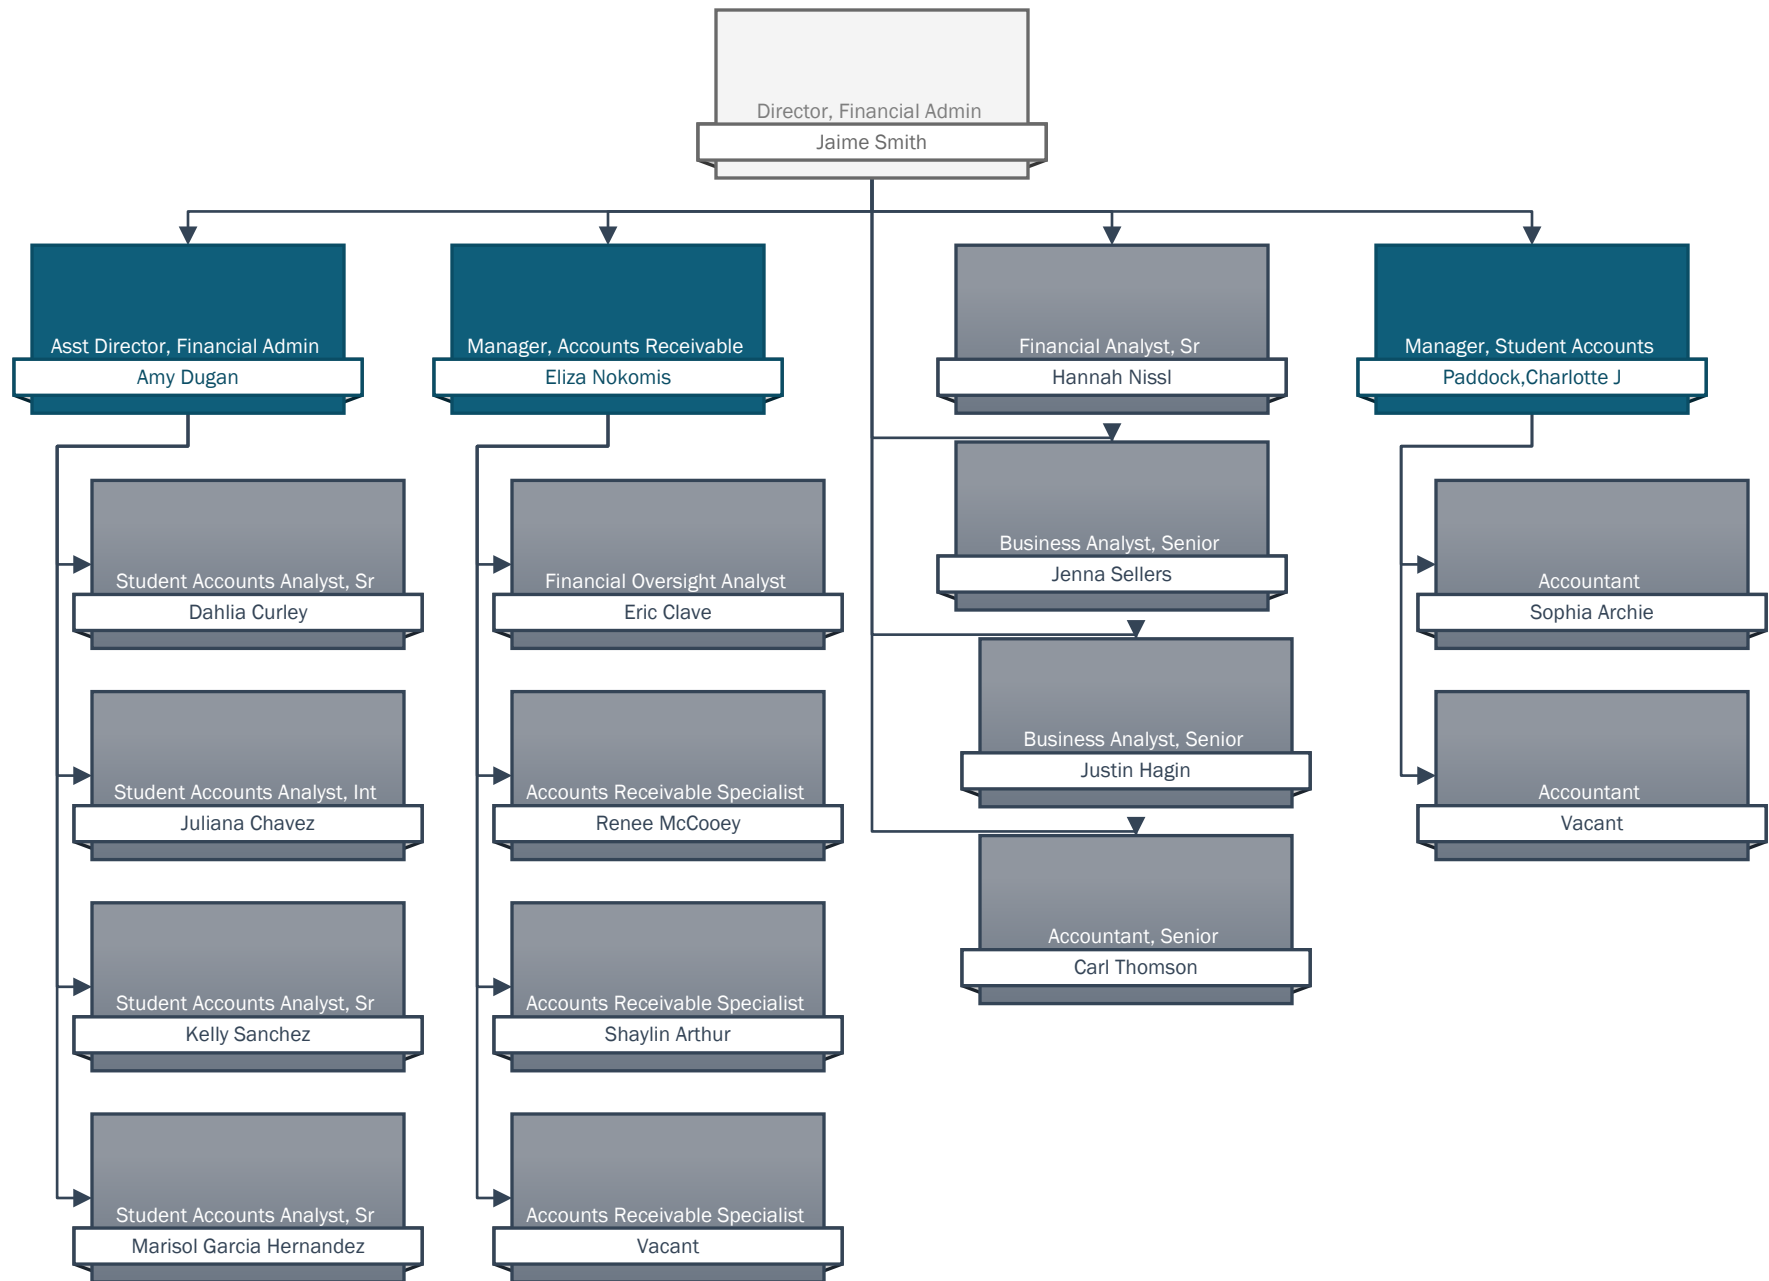 Director, Financial Admin
Jaime Smith
Asst Director, Financial Admin
Amy Dugan
Manager, Accounts Receivable
Eliza Nokomis
Financial Analyst, Sr
Hannah Nissl
Manager, Student Accounts
Paddock,Charlotte J
Student Accounts Analyst, Sr
Dahlia Curley
Student Accounts Analyst, Int
Juliana Chavez
Student Accounts Analyst, Sr
Kelly Sanchez
Student Accounts Analyst, Sr
Marisol Garcia Hernandez
Financial Oversight Analyst
Eric Clave
Accounts Receivable Specialist
Renee McCooey
Accounts Receivable Specialist
Shaylin Arthur
Accounts Receivable Specialist
Vacant
Business Analyst, Senior
Jenna Sellers
Business Analyst, Senior
Justin Hagin
Accountant, Senior
Carl Thomson
Accountant
Sophia Archie
Accountant
Vacant